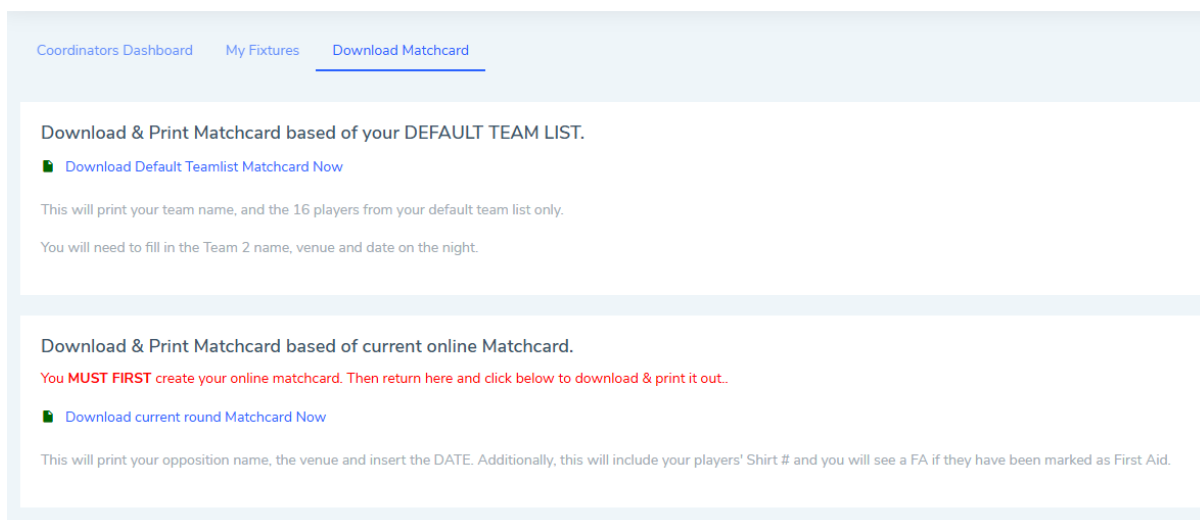 Coordinators Dashboard My Fixtures Download Matchcard
Download & Print Matchcard based of your DEFAULT TEAM LIST.
Download Default Teamlist Matchcard Now
This will print your team name, and the 16 players from your default team list only.
You will need to fill in the Team 2 name, venue and date on the night.
Download & Print Matchcard based of current online Matchcard.
You MUST FIRST create your online matchcard. Then return here and click below to download & print it out..
Download current round Matchcard Now
This will print your opposition name, the venue and insert the DATE. Additionally, this will include your players' Shirt # and you will see a FA if they have been marked as First Aid.